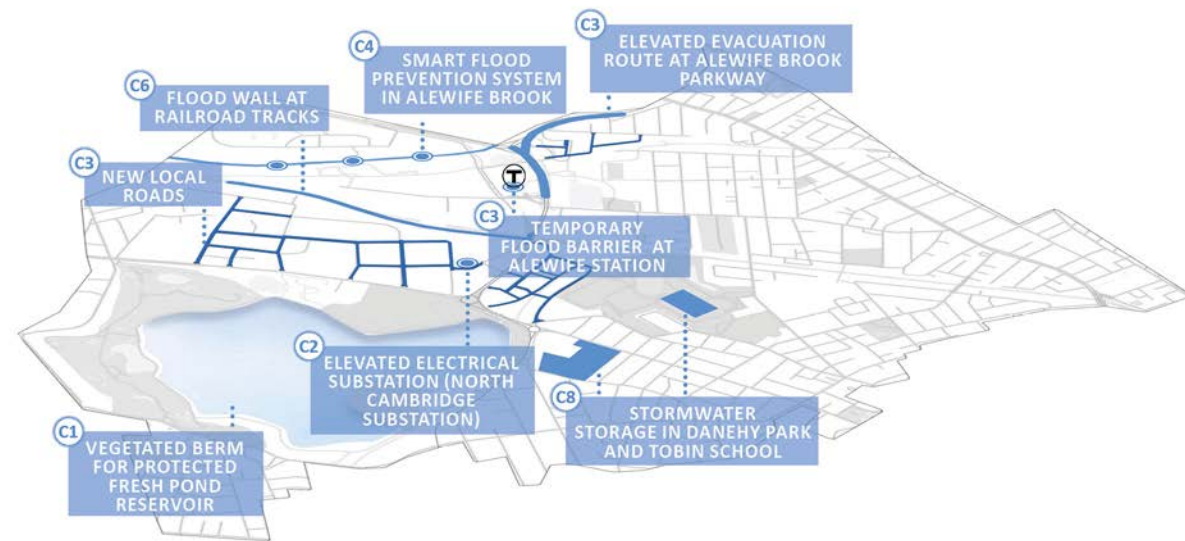 C3
ELEVATED EVACUATION
ROUTE AT ALEWIFE BROOK
PARKWAY
C4
SMART FLOOD
PREVENTION SYSTEM
IN ALEWIFE BROOK
C6
FLOOD WALL AT
RAILROAD TRACKS
C3
NEW LOCAL
ROADS
T
C3
TEMPORARY
FLOOD BARRIER AT
ALEWIFE STATION
C2
ELEVATED ELECTRICAL
SUBSTATION (NORTH
CAMBRIDGE
SUBSTATION)
C8
STORMWATER
STORAGE IN DANEHY PARK
AND TOBIN SCHOOL
C1
VEGETATED BERM
FOR PROTECTED
FRESH POND
RESERVOIR